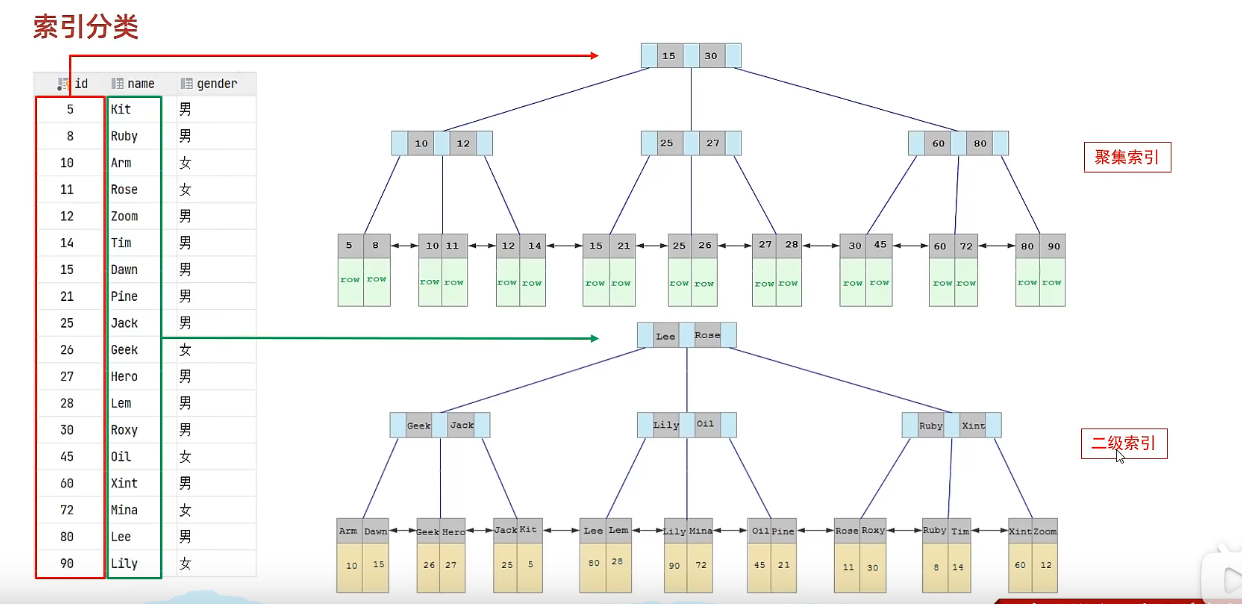 索引分类
id name gender
5 Kit 男
8 Ruby 男
10 Arm 女
11 Rose 女
12 Zoom 男
14 Tim 男
15 Dawn 男
21 Pine 男
25 Jack 男
26 Geek 女
27 Hero 男
28 Lem 男
30 Roxy 男
45 Oil 女
60 Xint 男
72 Mina 女
80 Lee 男
90 Lily 女
15 30
10 12 25 27 60 80
聚集索引
5 8 10 11 12 14 15 21 25 26 27 28 30 45 60 72 80 90
row row row row row row row row row row row row row row row row row row
Lee Rose
Geek Jack Lily Oil Ruby Xint
二级索引
Arm Dawn Geek Hero Jack Kit Lee Lem Lily Mina Oil Pine Rose Roxy Ruby Tim Xint Zoom
10 15 26 27 25 5 80 28 90 72 45 21 11 30 8 14 60 12